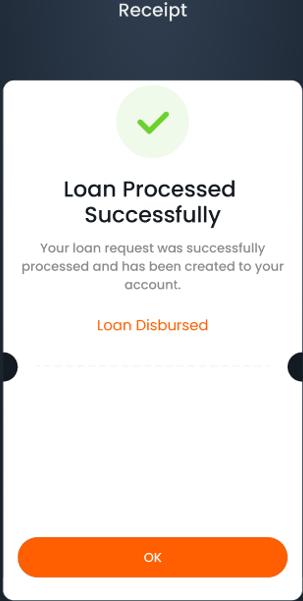 Receipt
Loan Processed
Successfully
Your loan request was successfully
processed and has been created to your
account.
Loan Disbursed
OK